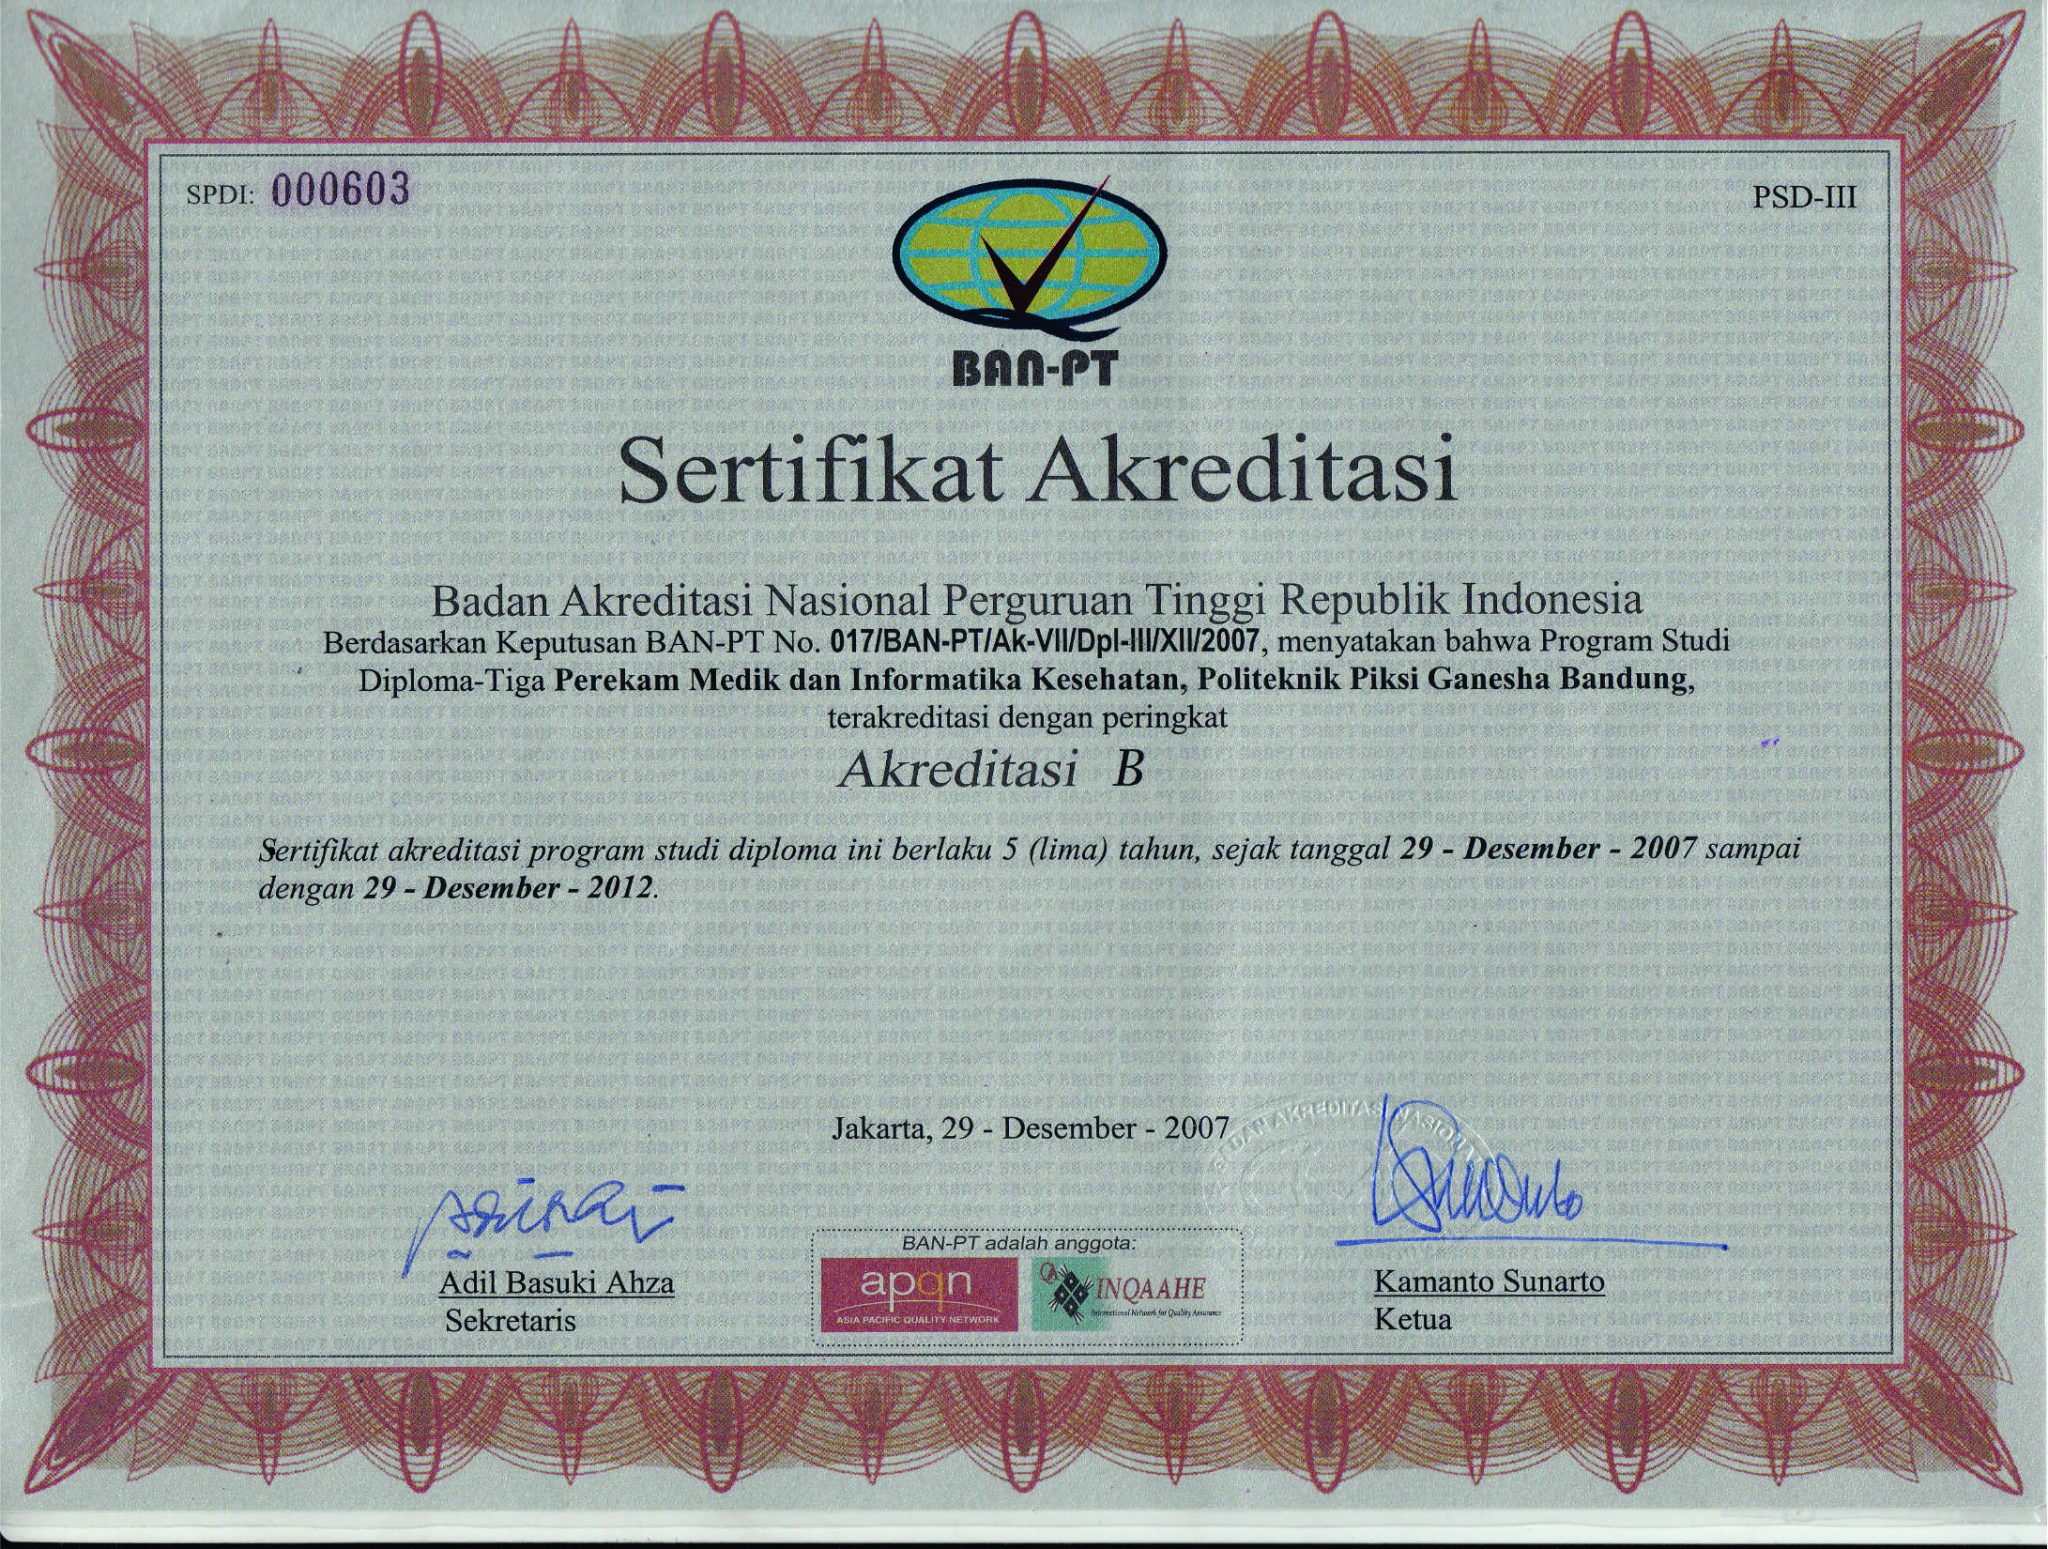 SPDI: 000603
PSD-III
BAN-PT
Sertifikat Akreditasi
Badan Akreditasi Nasional Perguruan Tinggi Republik Indonesia
Berdasarkan Keputusan BAN-PT No. 017/BAN-PT/Ak-VII/Dpl-III/XII/2007, menyatakan bahwa Program Studi
Diploma-Tiga Perekam Medik dan Informatika Kesehatan, Politeknik Piksi Ganesha Bandung,
terakreditasi dengan peringkat
Akreditasi B
Sertifikat akreditasi program studi diploma ini berlaku 5 (lima) tahun, sejak tanggal 29 - Desember - 2007 sampai
dengan 29 - Desember - 2012.
Jakarta, 29 - Desember - 2007
DAN AKREDITASI NASIONA
BAN-PT adalah anggota:
apqn
ASIA PACIFIC QUALITY NETWORK
INQAAHE
International Network for Quality Assurance
Adil Basuki Ahza
Sekretaris
Kamanto Sunarto
Ketua